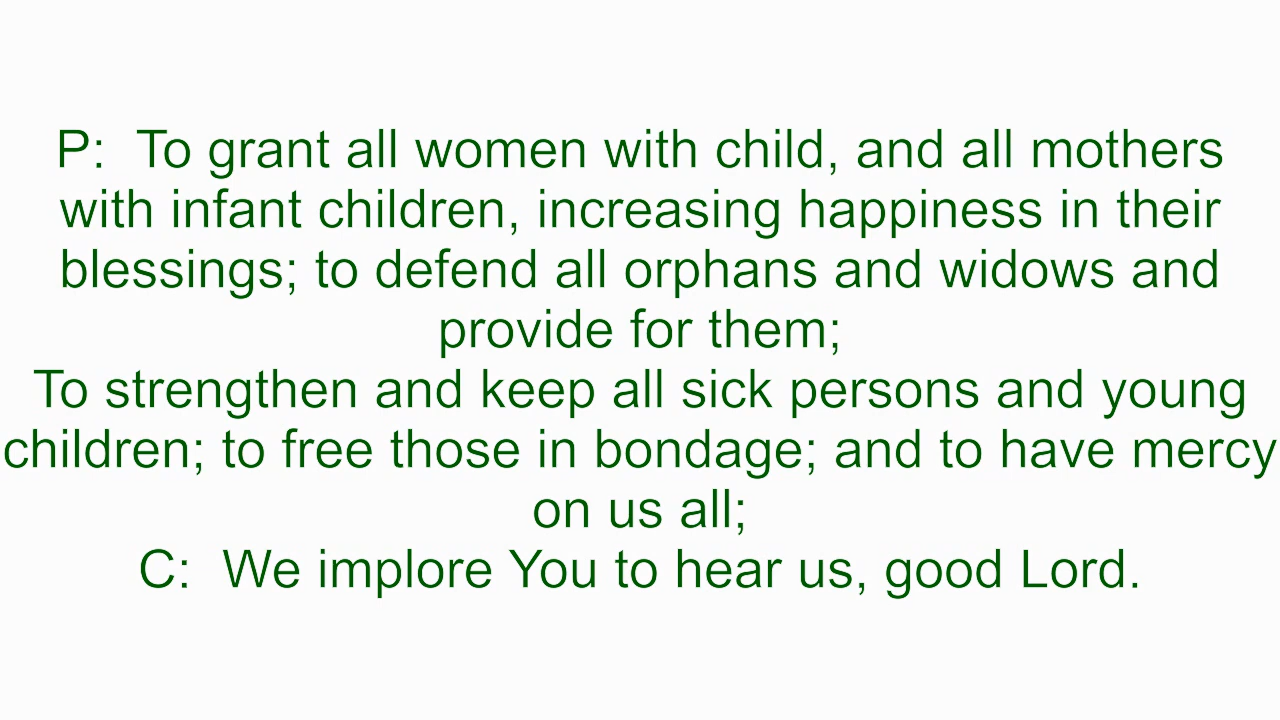 P:  To grant all women with child, and all mothers
with infant children, increasing happiness in their
blessings; to defend all orphans and widows and
provide for them;
To strengthen and keep all sick persons and young
children; to free those in bondage; and to have mercy
on us all;
C:  We implore You to hear us, good Lord.